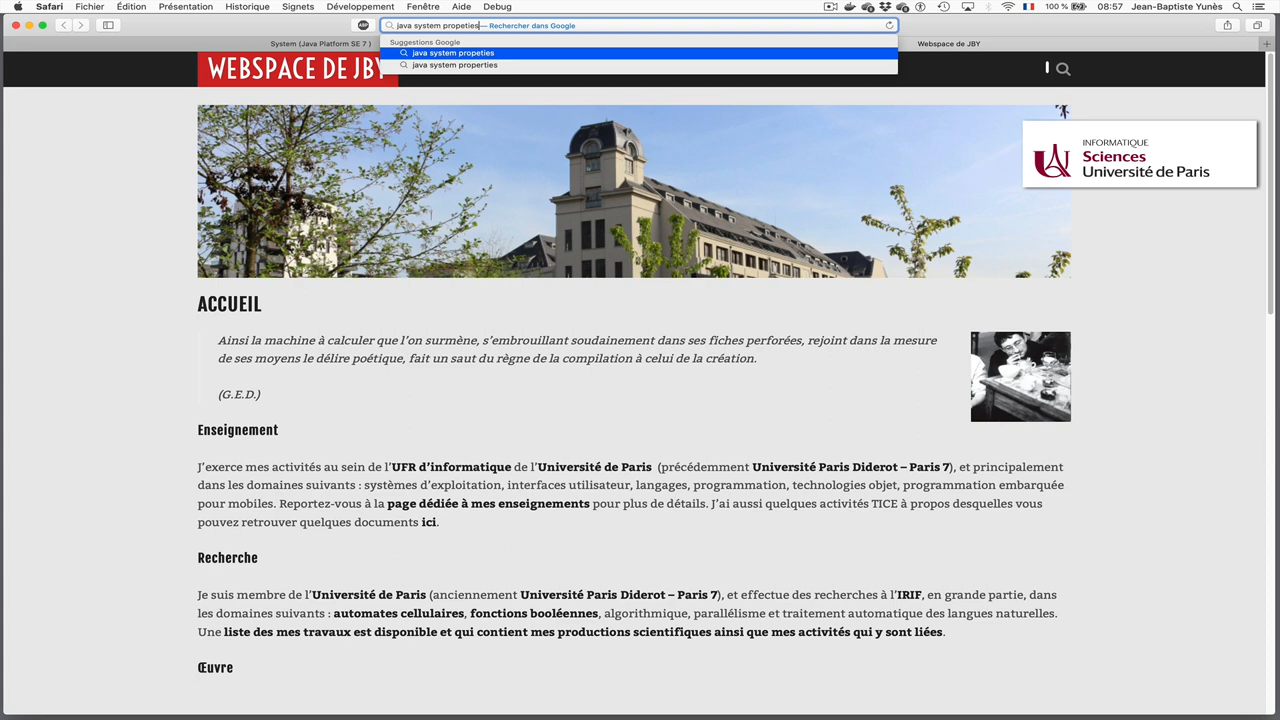 Safari Fichier Édition Présentation Historique Signets Développement Fenêtre Aide Debug 100 % 08:57 Jean-Baptiste Yunès
ABP java system propeties — Rechercher dans Google
System (Java Platform SE 7 ) Webspace de JBY
Suggestions Google
java system propeties
java system properties
WEBSPACE DE JBY
INFORMATIQUE
Sciences
Université de Paris
ACCUEIL
Ainsi la machine à calculer que l'on surmène, s'embrouillant soudainement dans ses fiches perforées, rejoint dans la mesure
de ses moyens le délire poétique, fait un saut du règne de la compilation à celui de la création.
(G.E.D.)
Enseignement
J'exerce mes activités au sein de l'UFR d'informatique de l'Université de Paris (précédemment Université Paris Diderot – Paris 7), et principalement
dans les domaines suivants : systèmes d'exploitation, interfaces utilisateur, langages, programmation, technologies objet, programmation embarquée
pour mobiles. Reportez-vous à la page dédiée à mes enseignements pour plus de détails. J'ai aussi quelques activités TICE à propos desquelles vous
pouvez retrouver quelques documents ici.
Recherche
Je suis membre de l'Université de Paris (anciennement Université Paris Diderot – Paris 7), et effectue des recherches à l'IRIF, en grande partie, dans
les domaines suivants : automates cellulaires, fonctions booléennes, algorithmique, parallélisme et traitement automatique des langues naturelles.
Une liste des mes travaux est disponible et qui contient mes productions scientifiques ainsi que mes activités qui y sont liées.
Œuvre